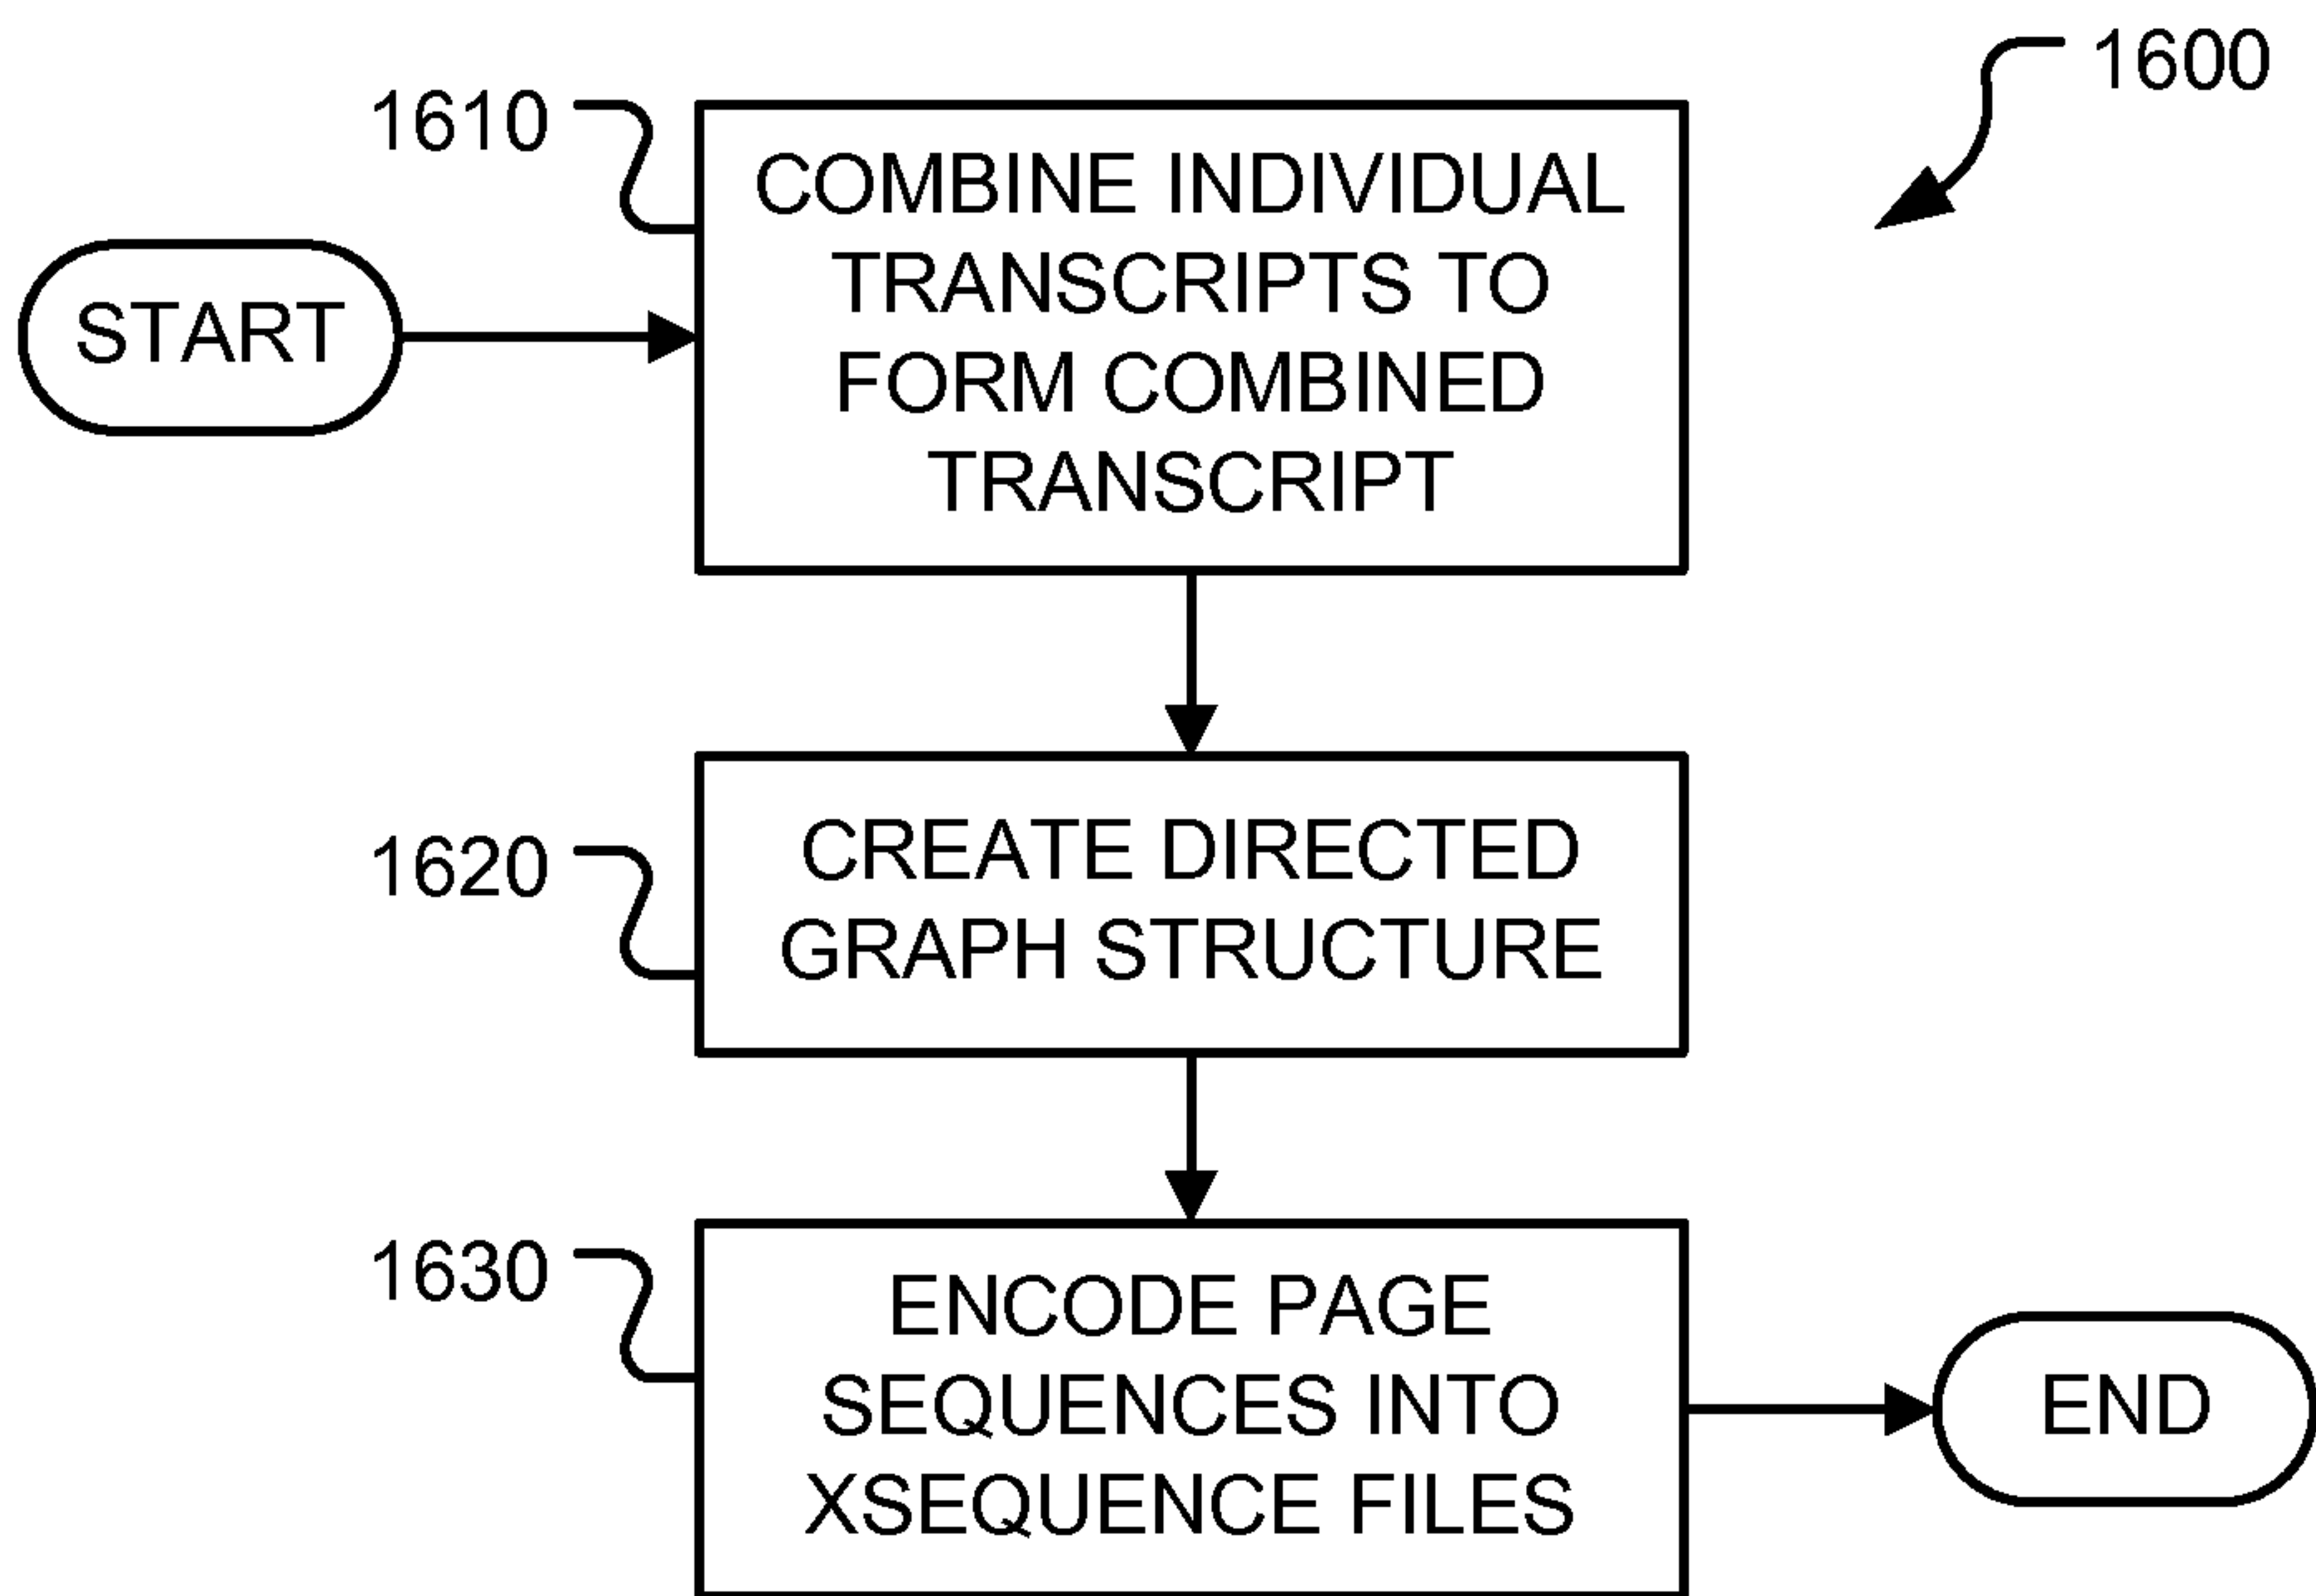 1600
1610
COMBINE INDIVIDUAL
TRANSCRIPTS TO
FORM COMBINED
TRANSCRIPT
START
1620
CREATE DIRECTED
GRAPH STRUCTURE
1630
ENCODE PAGE
SEQUENCES INTO
XSEQUENCE FILES
END